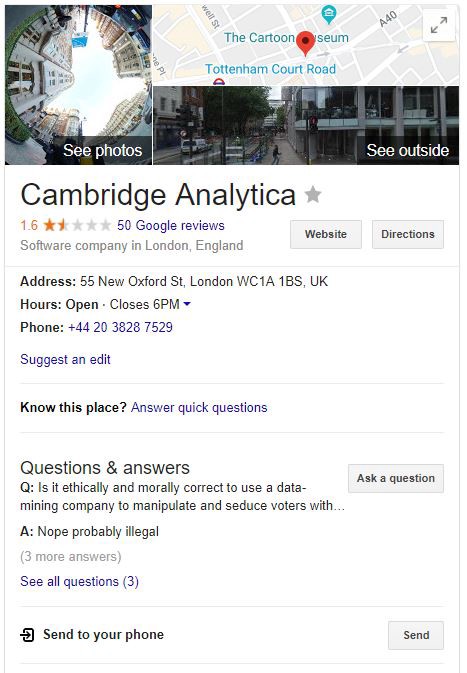 well St
A40
The Cartoon Museum
Tottenham Court Road
Pl
See photos
See outside
Cambridge Analytica
1.6 50 Google reviews
Software company in London, England
Website
Directions
Address: 55 New Oxford St, London WC1A 1BS, UK
Hours: Open · Closes 6PM
Phone: +44 20 3828 7529
Suggest an edit
Know this place? Answer quick questions
Questions & answers
Ask a question
Q: Is it ethically and morally correct to use a data-
mining company to manipulate and seduce voters with…
A: Nope probably illegal
(3 more answers)
See all questions (3)
Send to your phone
Send